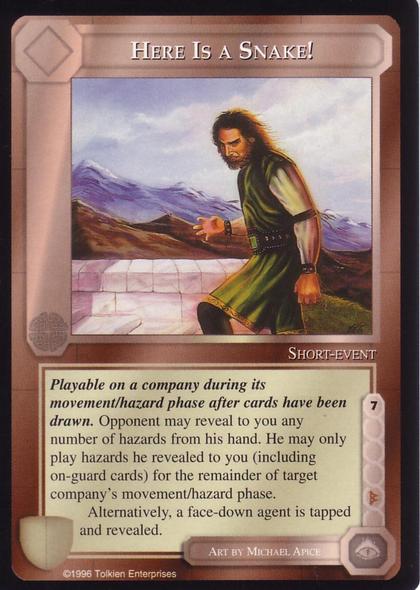 HERE IS A SNAKE!
SHORT-EVENT
Playable on a company during its
movement/hazard phase after cards have been
drawn. Opponent may reveal to you any
number of hazards from his hand. He may only
play hazards he revealed to you (including
on-guard cards) for the remainder of target
company's movement/hazard phase.
Alternatively, a face-down agent is tapped
and revealed.
7
ART BY MICHAEL APICE
©1996 Tolkien Enterprises